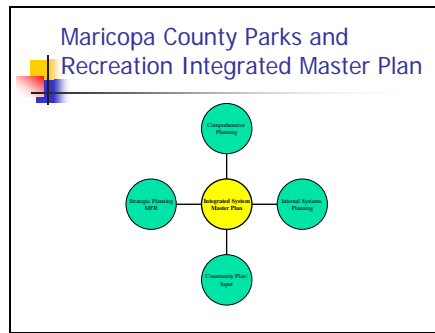 Maricopa County Parks and
Recreation Integrated Master Plan
Comprehensive
Planning
Strategic Planning
MFR
Integrated System
Master Plan
Internal Systems
Planning
Community Plan/
Input